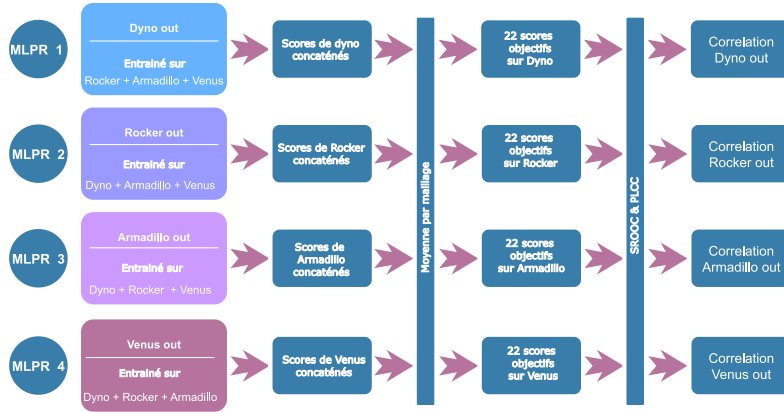 MLPR 1
Dyno out
Entrainé sur
Rocker + Armadillo + Venus
Scores de dyno
concaténés
22 scores
objectifs
sur Dyno
Correlation
Dyno out
MLPR 2
Rocker out
Entrainé sur
Dyno + Armadillo + Venus
Scores de Rocker
concaténés
22 scores
objectifs
sur Rocker
Correlation
Rocker out
MLPR 3
Armadillo out
Entrainé sur
Dyno + Rocker + Venus
Scores de
Armadillo
concaténés
22 scores
objectifs
sur Armadillo
Correlation
Armadillo out
MLPR 4
Venus out
Entrainé sur
Dyno + Rocker + Armadillo
Scores de Venus
concaténés
22 scores
objectifs
sur Venus
Correlation
Venus out
Moyenne par maillage
SROOC & PLCC